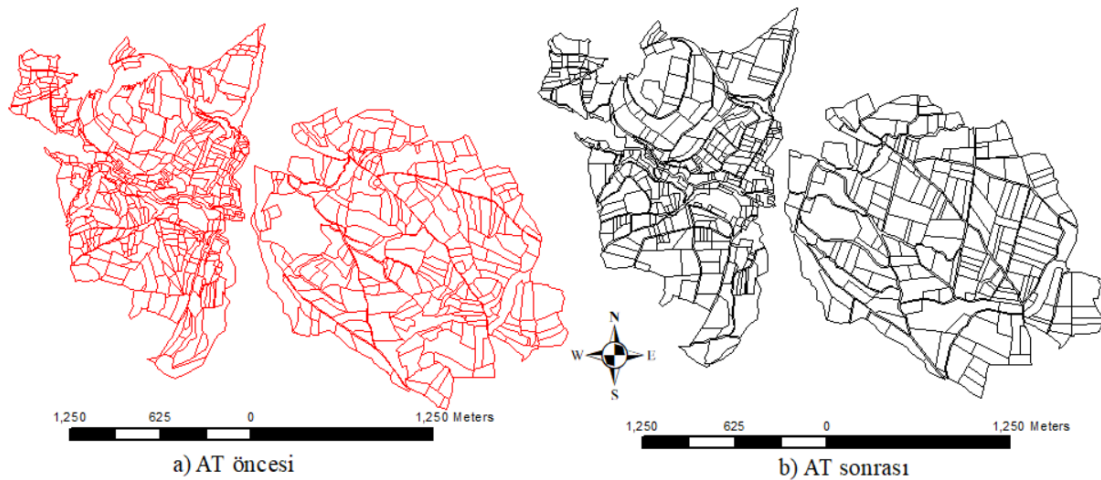 N
W E
S
1,250 625 0 1,250 Meters
a) AT öncesi
1,250 625 0 1,250 Meters
b) AT sonrası